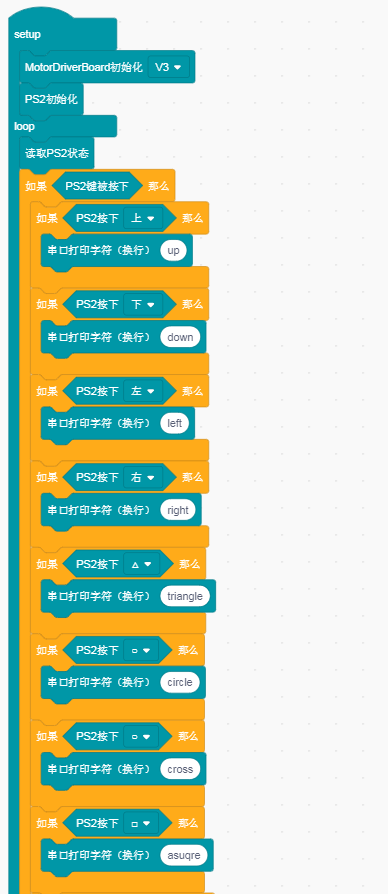 setup
MotorDriverBoard初始化 V3
PS2初始化
loop
读取PS2状态
如果 PS2键被按下 那么
如果 PS2按下 上 那么
串口打印字符（换行） up
如果 PS2按下 下 那么
串口打印字符（换行） down
如果 PS2按下 左 那么
串口打印字符（换行） left
如果 PS2按下 右 那么
串口打印字符（换行） right
如果 PS2按下 △ 那么
串口打印字符（换行） triangle
如果 PS2按下 □ 那么
串口打印字符（换行） circle
如果 PS2按下 □ 那么
串口打印字符（换行） cross
如果 PS2按下 □ 那么
串口打印字符（换行） asuqre